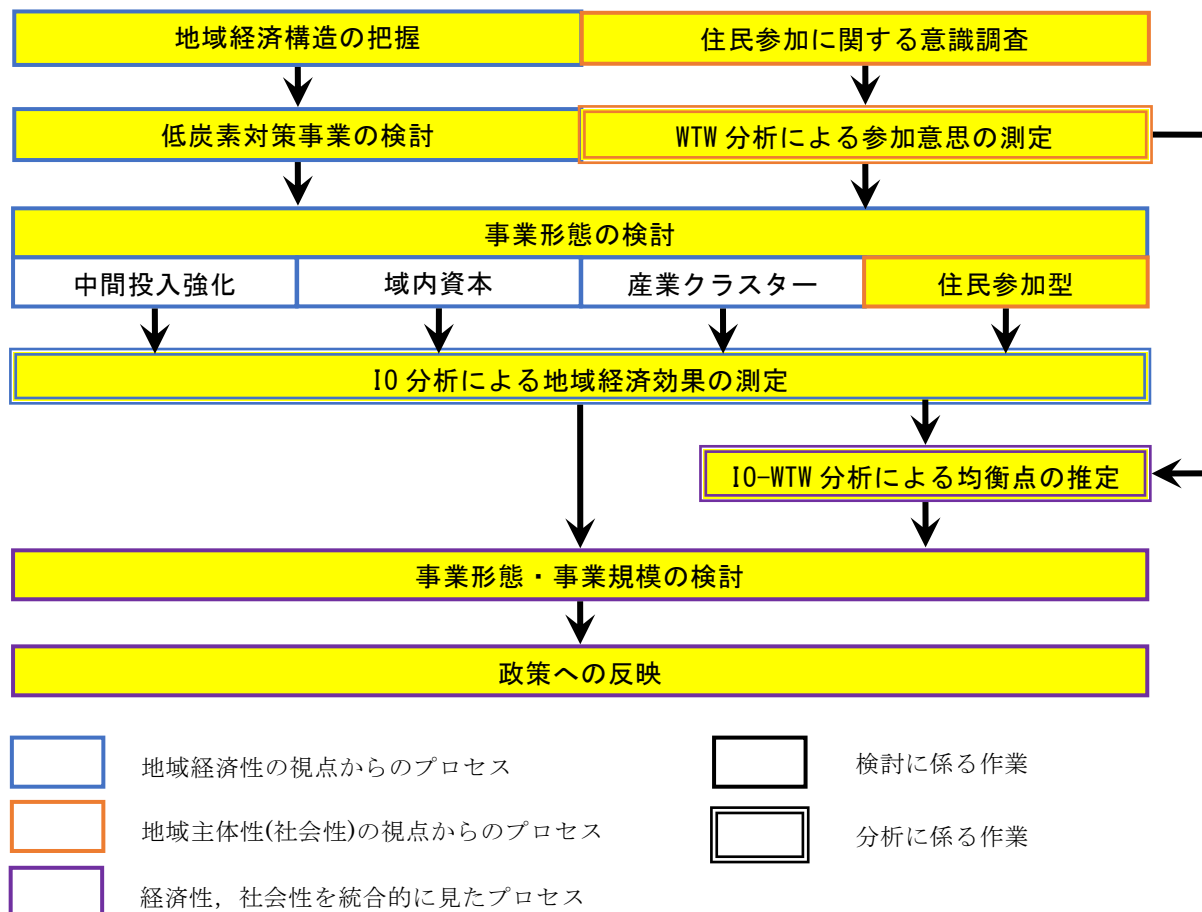 地域経済構造の把握
住民参加に関する意識調査
低炭素対策事業の検討
WTW 分析による参加意思の測定
事業形態の検討
中間投入強化
域内資本
産業クラスター
住民参加型
IO 分析による地域経済効果の測定
IO-WTW 分析による均衡点の推定
事業形態・事業規模の検討
政策への反映
地域経済性の視点からのプロセス
検討に係る作業
地域主体性(社会性)の視点からのプロセス
分析に係る作業
経済性，社会性を統合的に見たプロセス